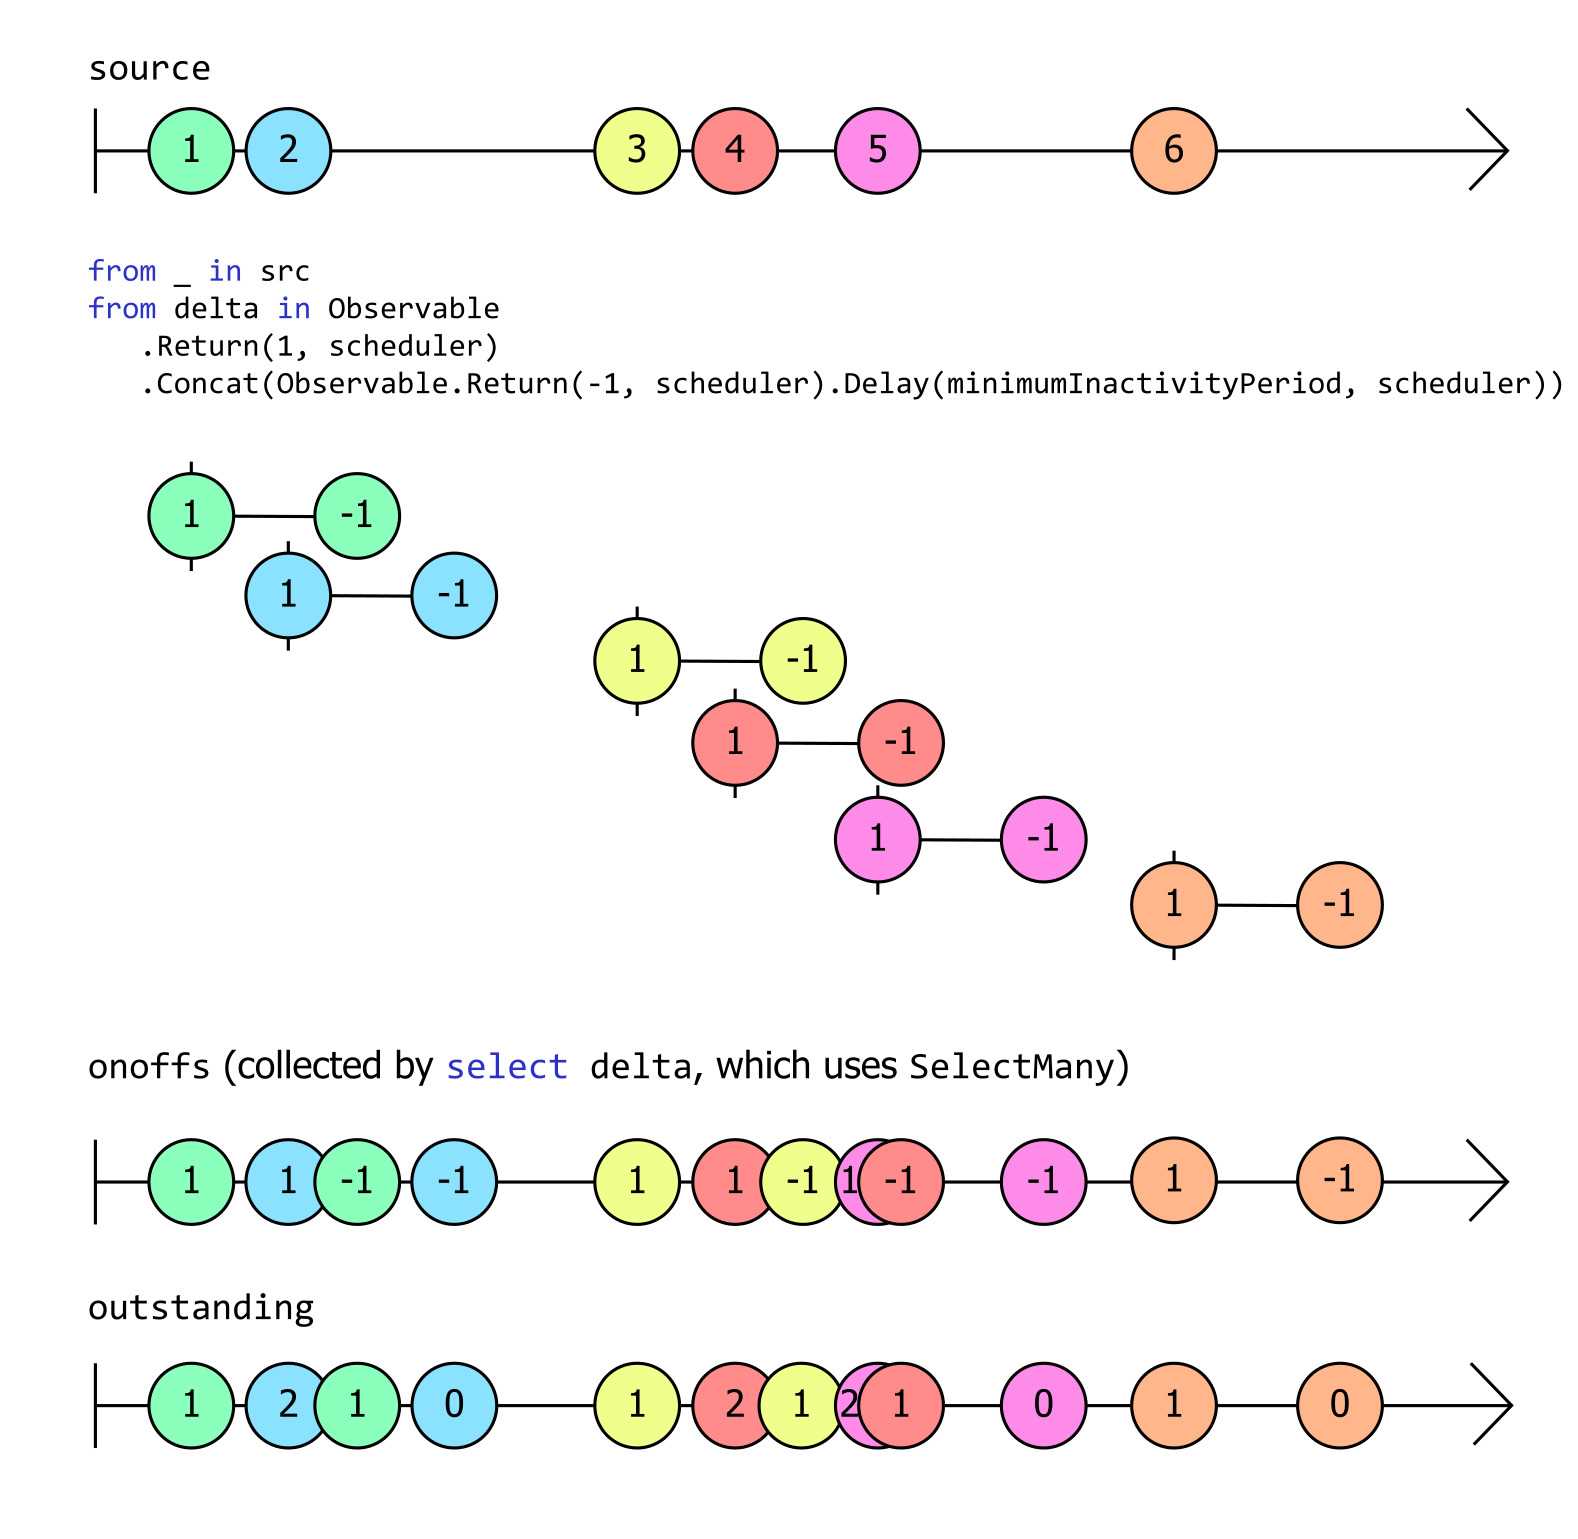 source
1 2 3 4 5 6
from _ in src
from delta in Observable
.Return(1, scheduler)
.Concat(Observable.Return(-1, scheduler).Delay(minimumInactivityPeriod, scheduler))
1 -1
1 -1
1 -1
1 -1
1 -1
1 -1
onoffs (collected by select delta, which uses SelectMany)
1 1 -1 -1 1 1 -1 1 -1 -1 1 -1
outstanding
1 2 1 0 1 2 1 2 1 0 1 0